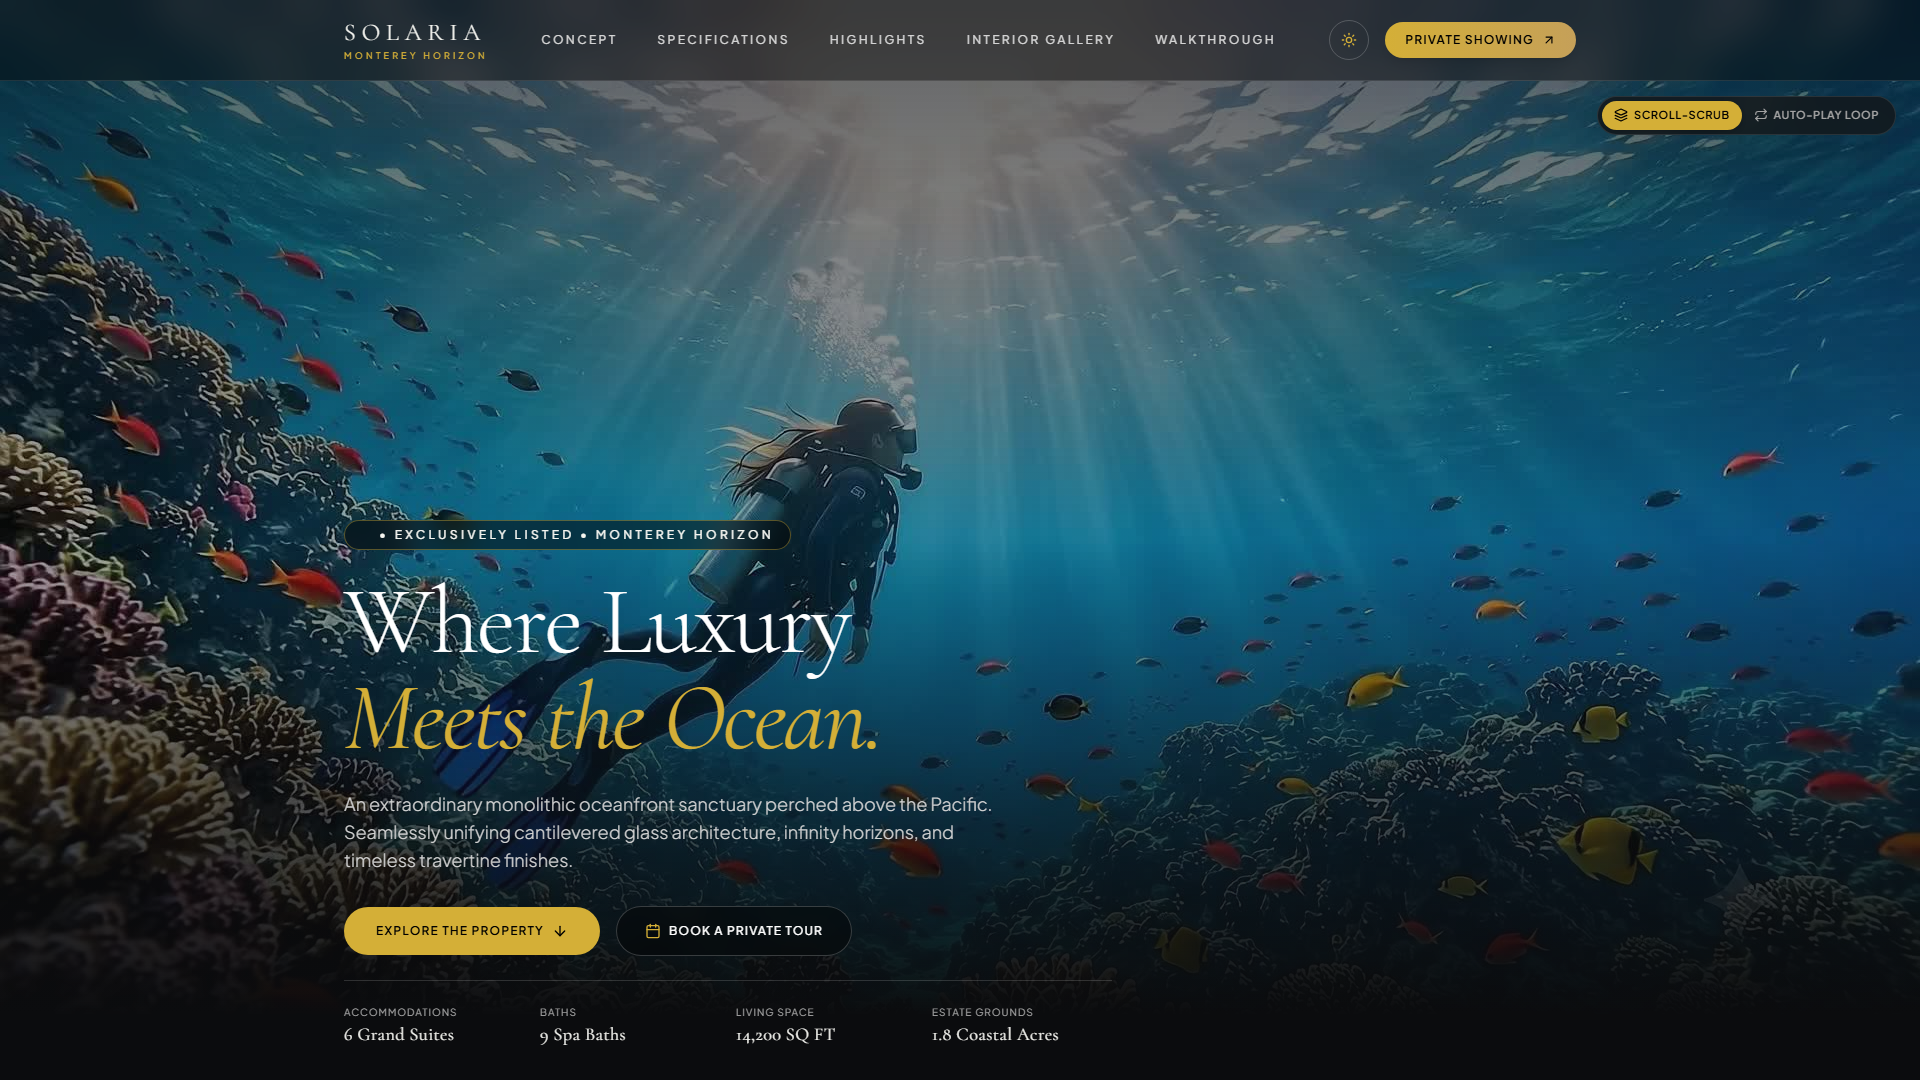 SOLARIA
MONTEREY HORIZON
CONCEPT
SPECIFICATIONS
HIGHLIGHTS
INTERIOR GALLERY
WALKTHROUGH
PRIVATE SHOWING
SCROLL-SCRUB
AUTO-PLAY LOOP
• EXCLUSIVELY LISTED • MONTEREY HORIZON
Where Luxury
Meets the Ocean.
An extraordinary monolithic oceanfront sanctuary perched above the Pacific.
Seamlessly unifying cantilevered glass architecture, infinity horizons, and
timeless travertine finishes.
EXPLORE THE PROPERTY
BOOK A PRIVATE TOUR
ACCOMMODATIONS
6 Grand Suites
BATHS
9 Spa Baths
LIVING SPACE
14,200 SQ FT
ESTATE GROUNDS
1.8 Coastal Acres